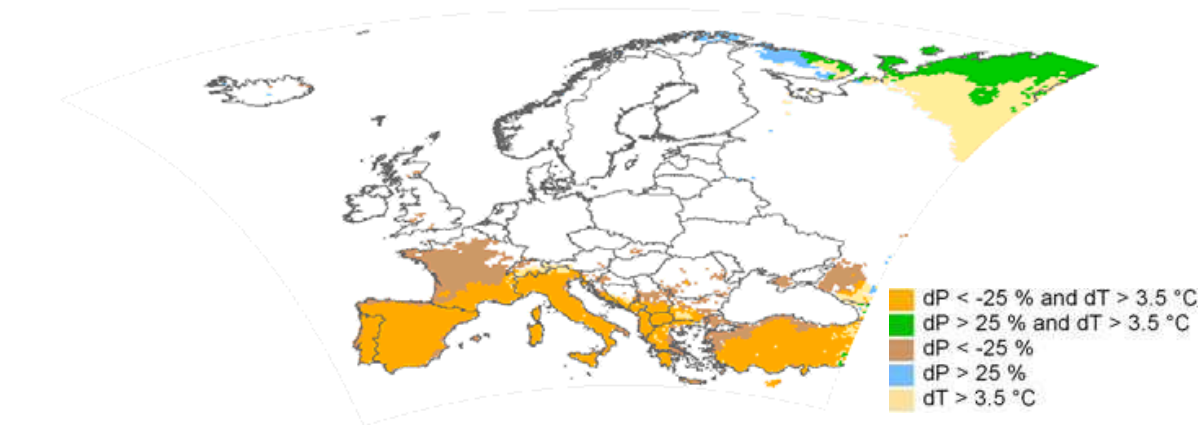 dP < -25 % and dT > 3.5 °C
dP > 25 % and dT > 3.5 °C
dP < -25 %
dP > 25 %
dT > 3.5 °C